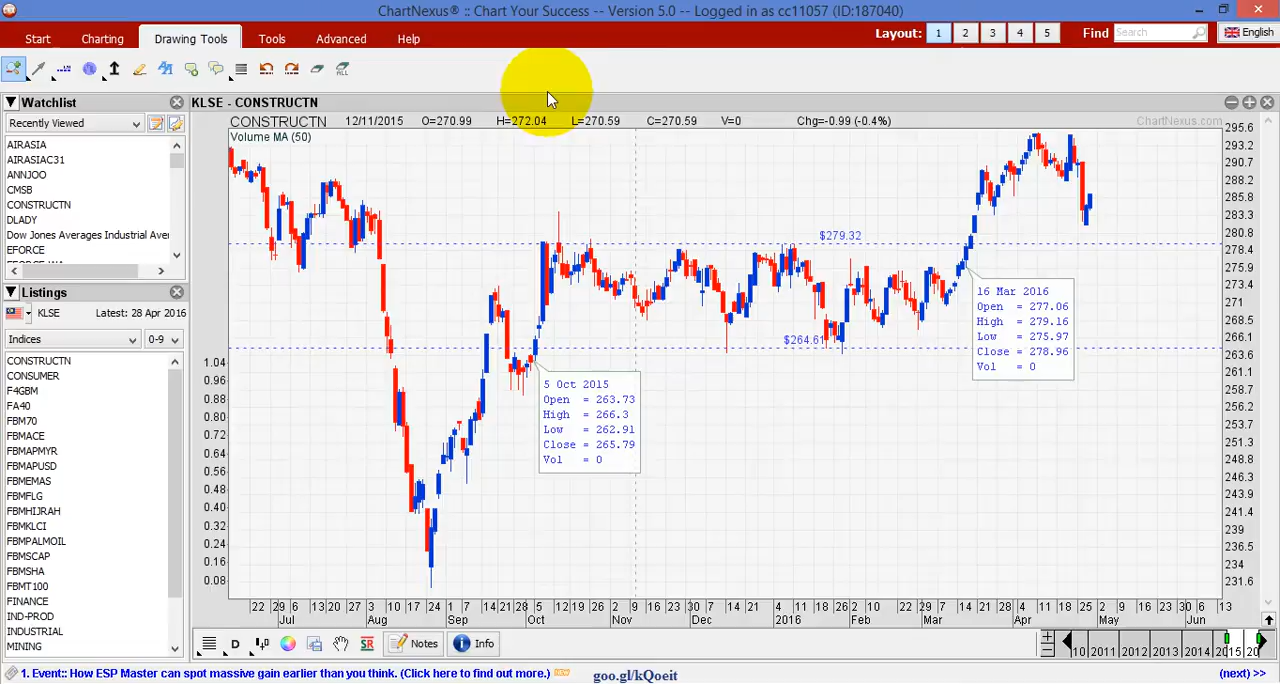 ChartNexus® :: Chart Your Success -- Version 5.0 -- Logged in as cc11057 (ID:187040)
Start Charting Drawing Tools Tools Advanced Help Layout: 1 2 3 4 5 Find Search English
ALL
Watchlist
Recently Viewed
AIRASIA
AIRASIAC31
ANNJOO
CMSB
CONSTRUCTN
DLADY
Dow Jones Averages Industrial Aver
EFORCE
Listings
KLSE Latest: 28 Apr 2016
Indices 0-9
CONSTRUCTN
CONSUMER
F4GBM
FA40
FBM70
FBMACE
FBMAPMYR
FBMAPUSD
FBMEMAS
FBMFLG
FBMHIJRAH
FBMKLCI
FBMPALMOIL
FBMSCAP
FBMSHA
FBMT100
FINANCE
IND-PROD
INDUSTRIAL
MINING
KLSE - CONSTRUCTN
CONSTRUCTN 12/11/2015 O=270.99 H=272.04 L=270.59 C=270.59 V=0 Chg=-0.99 (-0.4%) ChartNexus.com
Volume MA (50)
$279.32
$264.61
5 Oct 2015
Open = 263.73
High = 266.3
Low = 262.91
Close = 265.79
Vol = 0
16 Mar 2016
Open = 277.06
High = 279.16
Low = 275.97
Close = 278.96
Vol = 0
1.04
0.96
0.88
0.80
0.72
0.64
0.56
0.48
0.40
0.32
0.24
0.16
0.08
295.6
293.2
290.7
288.2
285.8
283.3
280.8
278.4
275.9
273.4
271
268.5
266.1
263.6
261.1
258.7
256.2
253.7
251.3
248.8
246.3
243.9
241.4
239
236.5
234
231.6
22 29 6 13 20 27 3 10 17 24 1 7 14 21 28 5 12 19 26 2 9 16 23 30 7 14 21 28 4 11 18 26 2 10 22 29 7 14 21 28 4 11 18 25 2 9 16 23 30 6 13
Jul Aug Sep Oct Nov Dec 2016 Feb Mar Apr May Jun
D SR Notes Info 10 2011 2012 2013 2014 2015 20
1. Event:: How ESP Master can spot massive gain earlier than you think. (Click here to find out more.) NEW goo.gl/kQoeit (next) >>